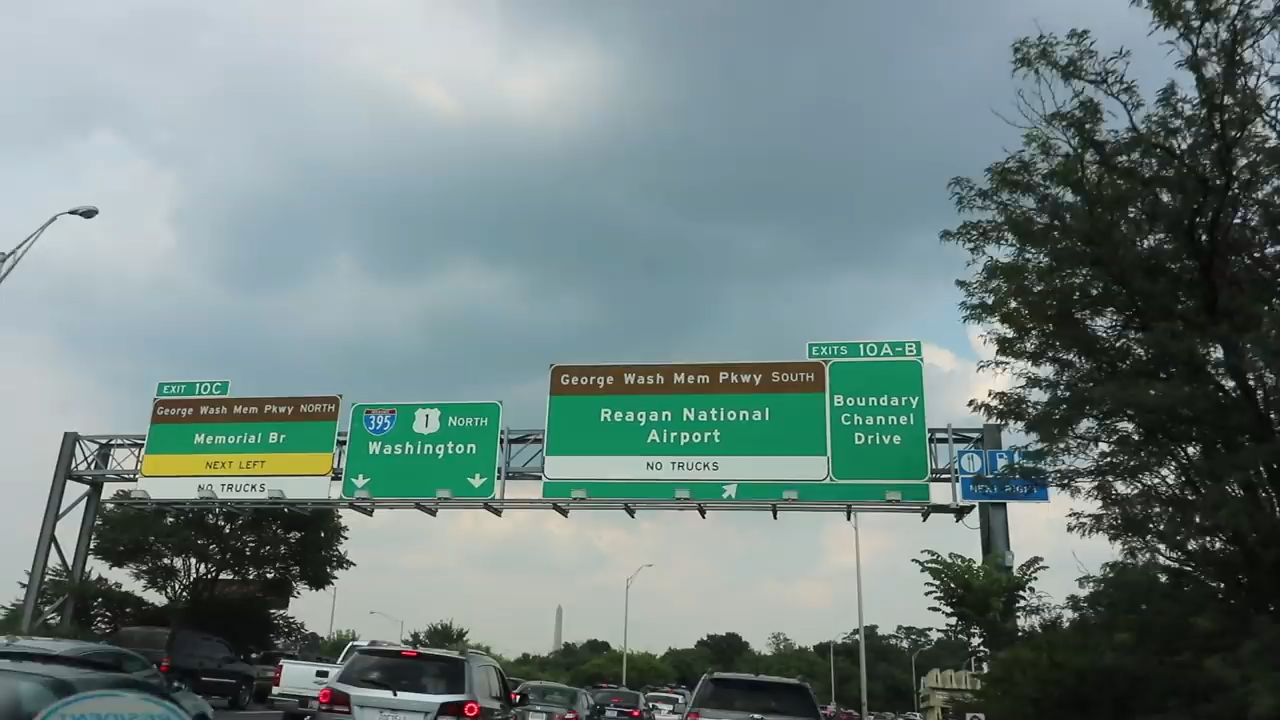 EXIT 10C
George Wash Mem Pkwy NORTH
Memorial Br
NEXT LEFT
NO TRUCKS
395
1
NORTH
Washington
EXITS 10A-B
George Wash Mem Pkwy SOUTH
Reagan National
Airport
NO TRUCKS
Boundary
Channel
Drive
NEXT RIGHT
RESIDENT